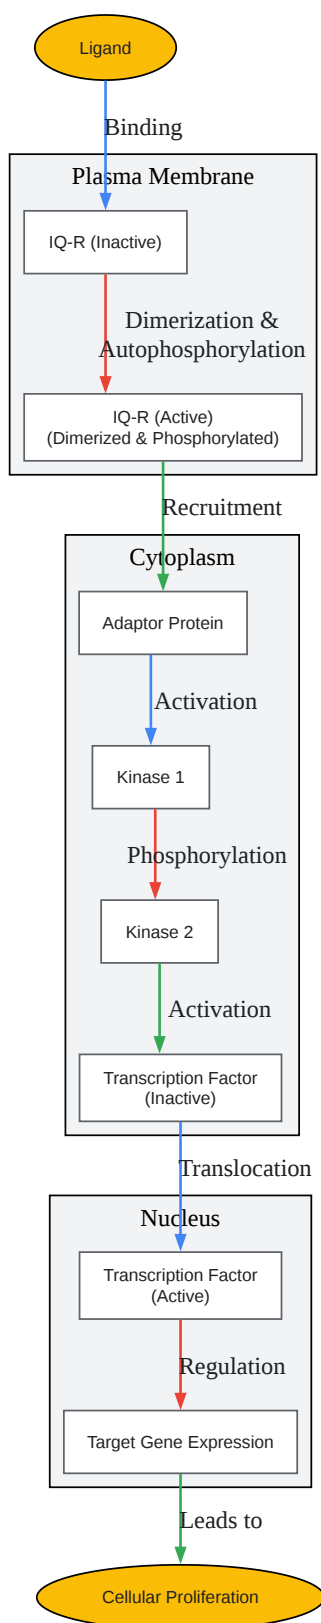 Ligand
Binding
Plasma Membrane
IQ-R (Inactive)
Dimerization &
Autophosphorylation
IQ-R (Active)
(Dimerized & Phosphorylated)
Recruitment
Cytoplasm
Adaptor Protein
Activation
Kinase 1
Phosphorylation
Kinase 2
Activation
Transcription Factor
(Inactive)
Translocation
Nucleus
Transcription Factor
(Active)
Regulation
Target Gene Expression
Leads to
Cellular Proliferation